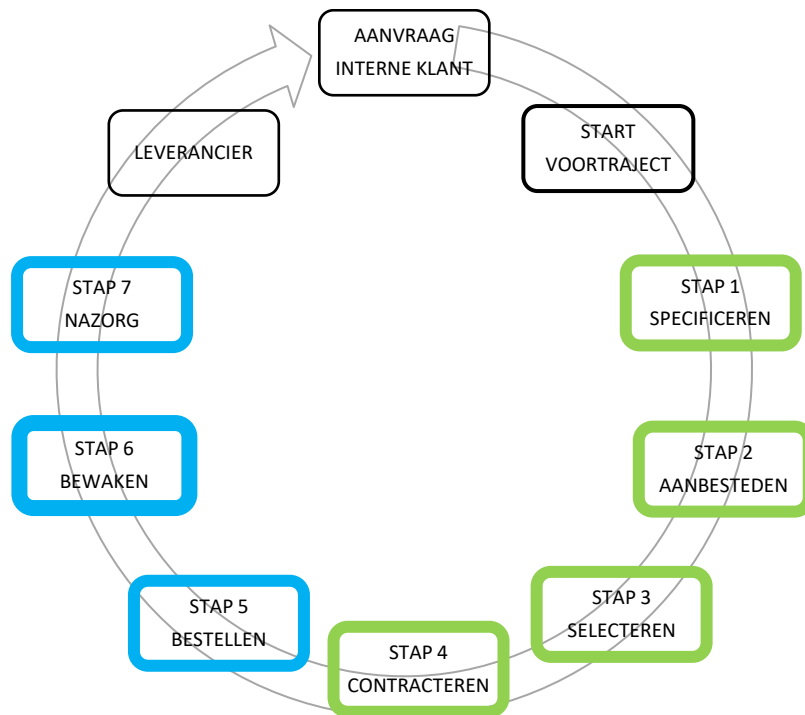 AANVRAAG
INTERNE KLANT
START
VOORTRAJECT
STAP 1
SPECIFICEREN
STAP 2
AANBESTEDEN
STAP 3
SELECTEREN
STAP 4
CONTRACTEREN
STAP 5
BESTELLEN
STAP 6
BEWAKEN
STAP 7
NAZORG
LEVERANCIER